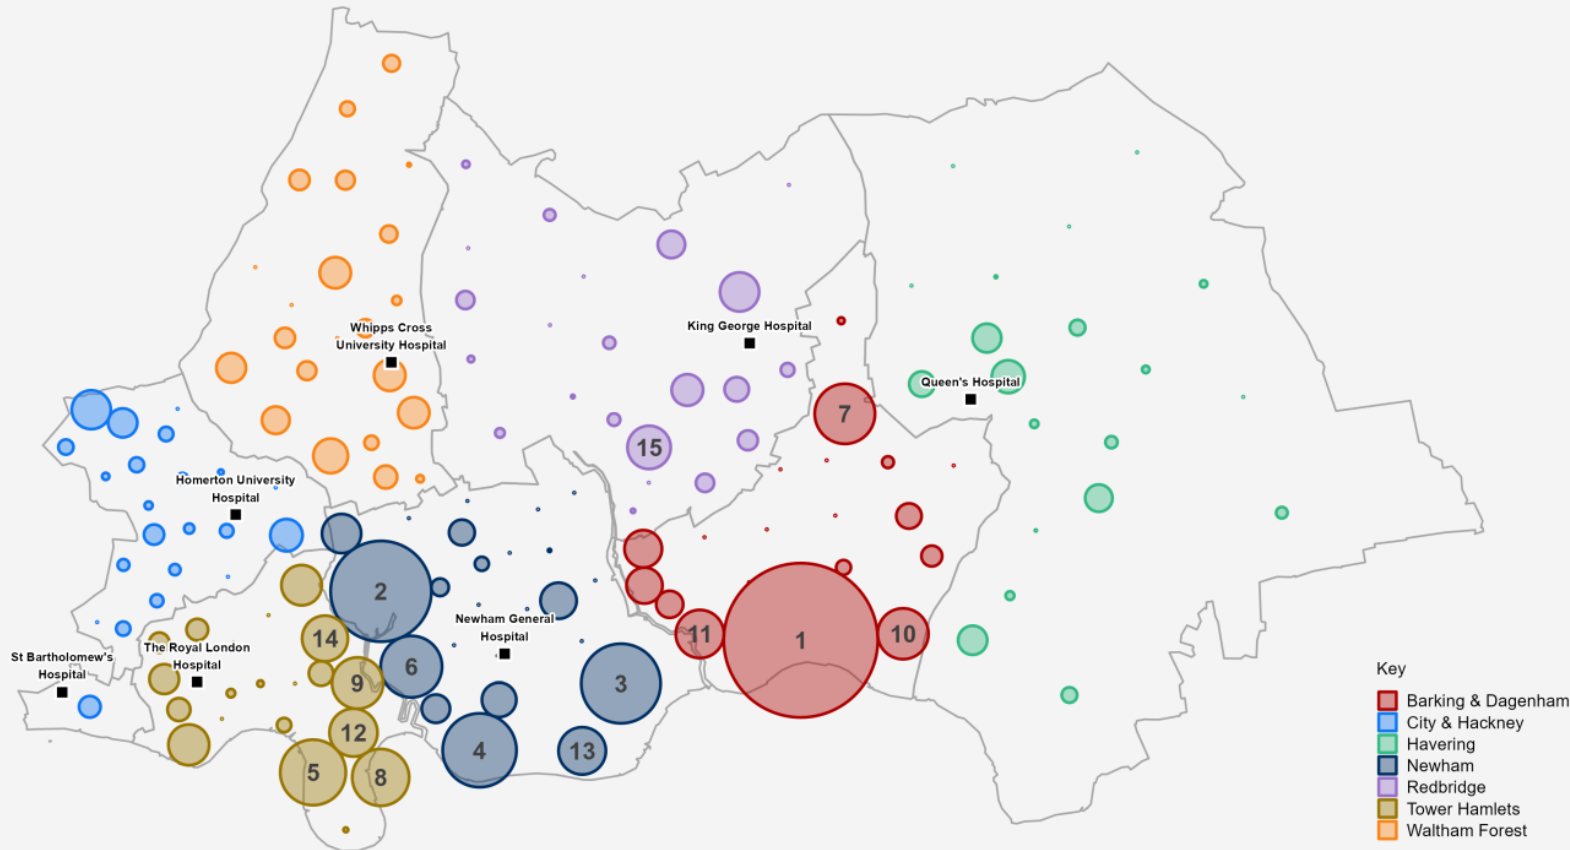 Whipps Cross
University Hospital
King George Hospital
Queen's Hospital
7
15
Homerton University
Hospital
2
Newham General
Hospital
14
11
1
10
The Royal London
Hospital
St Bartholomew's
Hospital
6
9
3
12
4
13
5
8
Key
Barking & Dagenham
City & Hackney
Havering
Newham
Redbridge
Tower Hamlets
Waltham Forest